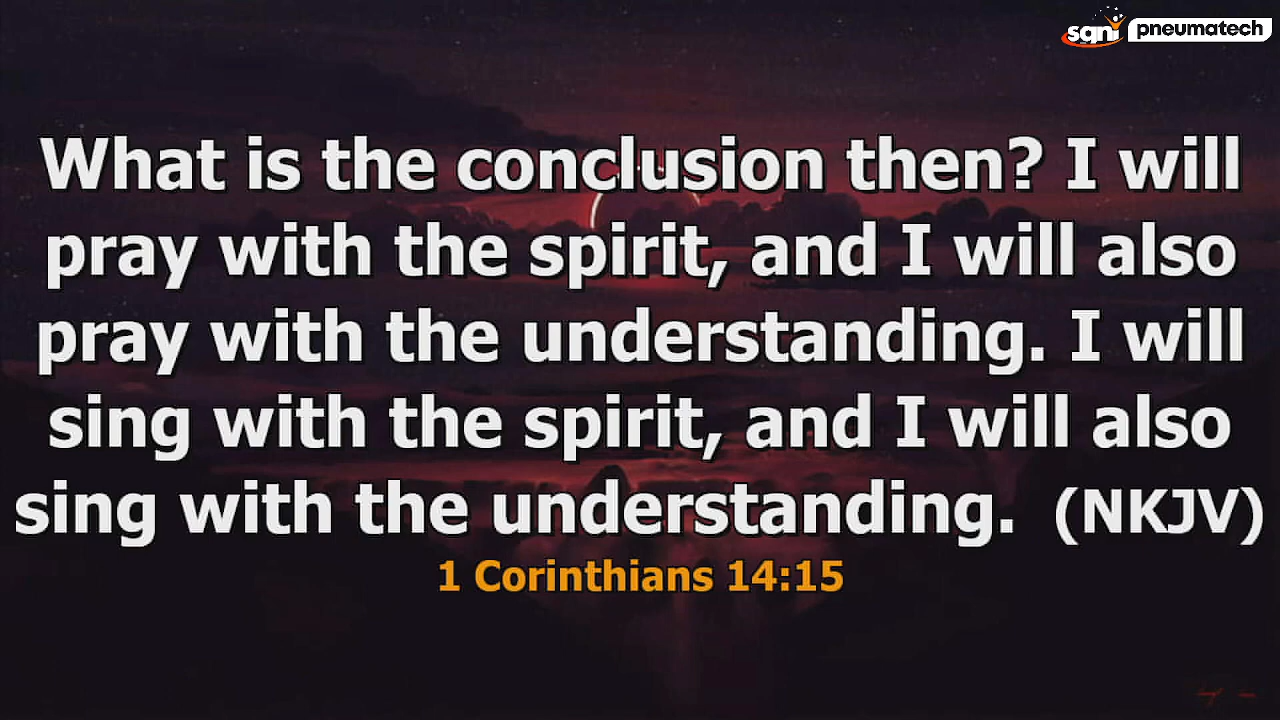 sqni pneumatech
What is the conclusion then? I will
pray with the spirit, and I will also
pray with the understanding. I will
sing with the spirit, and I will also
sing with the understanding. (NKJV)
1 Corinthians 14:15